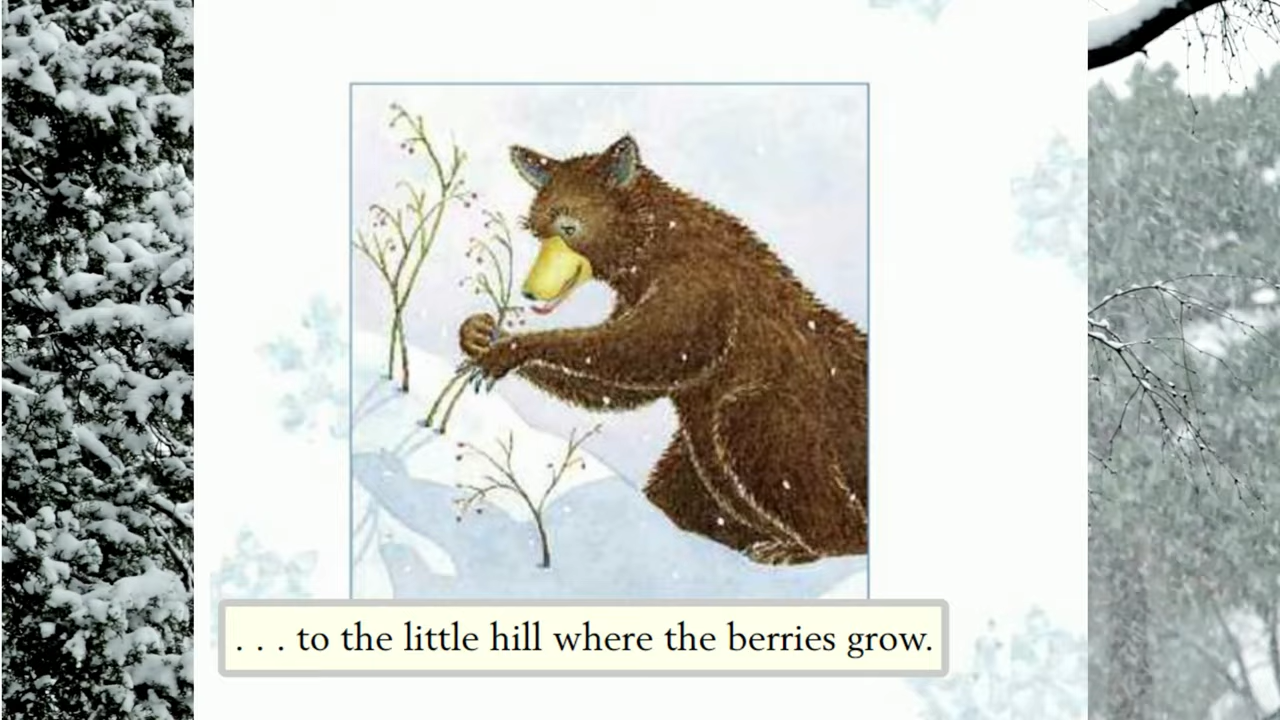 . . . to the little hill where the berries grow.